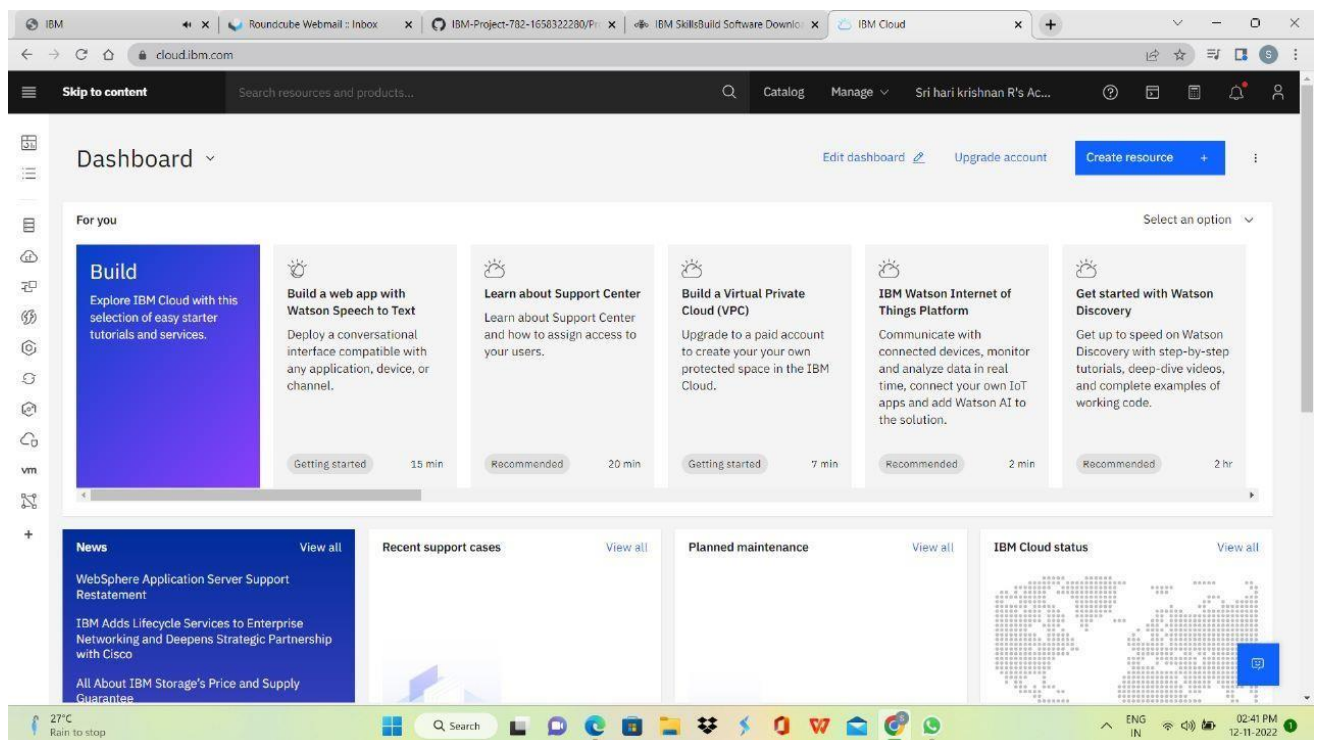 IBM
Roundcube Webmail :: Inbox
IBM-Project-782-1658322280/Pr
IBM SkillsBuild Software Downlo
IBM Cloud
cloud.ibm.com
S
Skip to content
Search resources and products...
Catalog
Manage
Sri hari krishnan R's Ac...
Dashboard
Edit dashboard
Upgrade account
Create resource +
For you
Select an option
Build
Explore IBM Cloud with this
selection of easy starter
tutorials and services.
Build a web app with
Watson Speech to Text
Deploy a conversational
interface compatible with
any application, device, or
channel.
Getting started 15 min
Learn about Support Center
Learn about Support Center
and how to assign access to
your users.
Recommended 20 min
Build a Virtual Private
Cloud (VPC)
Upgrade to a paid account
to create your your own
protected space in the IBM
Cloud.
Getting started 7 min
IBM Watson Internet of
Things Platform
Communicate with
connected devices, monitor
and analyze data in real
time, connect your own IoT
apps and add Watson AI to
the solution.
Recommended 2 min
Get started with Watson
Discovery
Get up to speed on Watson
Discovery with step-by-step
tutorials, deep-dive videos,
and complete examples of
working code.
Recommended 2 hr
vm
News View all
WebSphere Application Server Support
Restatement
IBM Adds Lifecycle Services to Enterprise
Networking and Deepens Strategic Partnership
with Cisco
All About IBM Storage's Price and Supply
Guarantee
Recent support cases View all
Planned maintenance View all
IBM Cloud status View all
27°C
Rain to stop
Search
ENG
IN
02:41 PM
12-11-2022
1